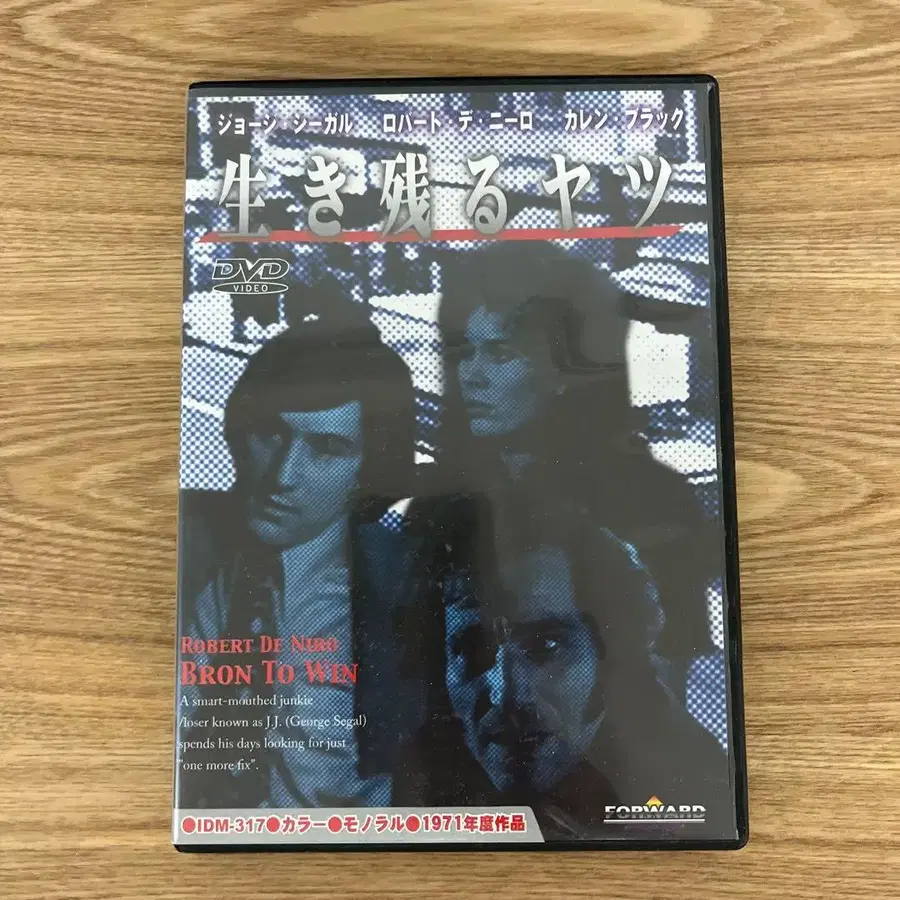 ジョージ・シーガル ロバート・デ・ニーロ カレン・ブラック
生き残るヤツ
DVD
VIDEO
ROBERT DE NIRO
BRON TO WIN
A smart-mouthed junkie
/loser known as J.J. (George Segal)
spends his days looking for just
"one more fix".
●IDM-317●カラー●モノラル●1971年度作品
FORWARD